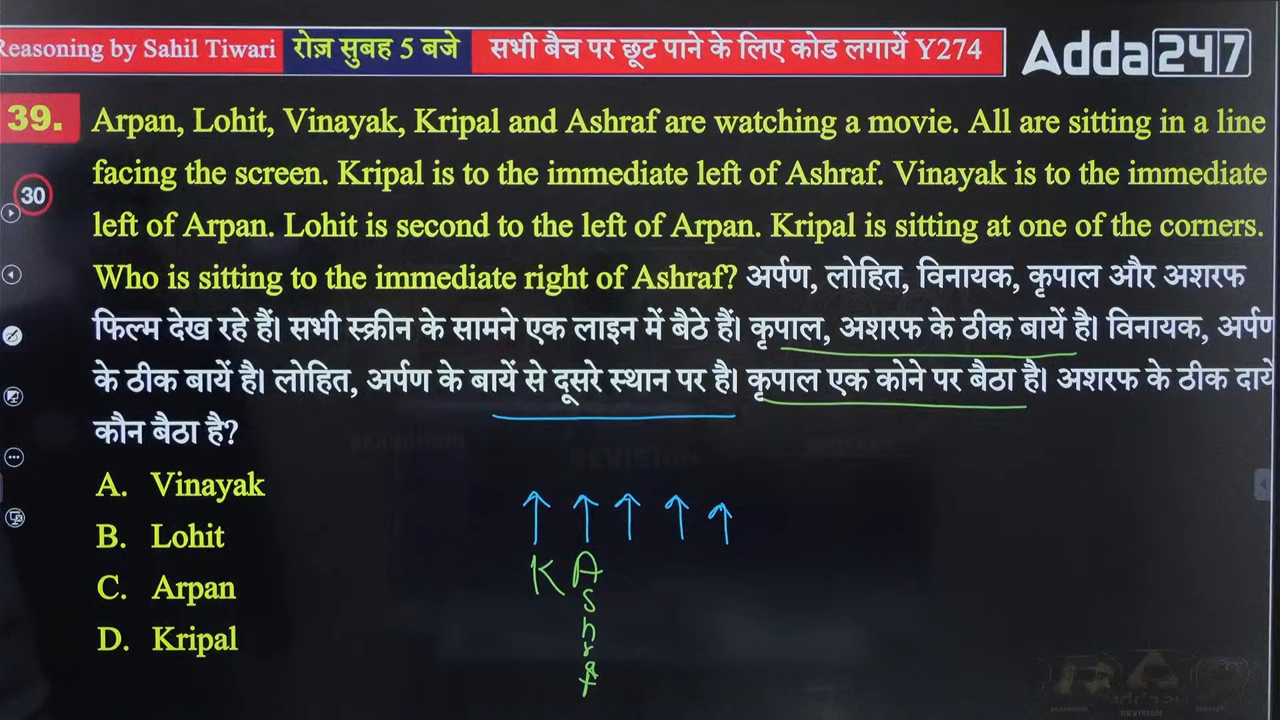 Reasoning by Sahil Tiwari रोज़ सुबह 5 बजे सभी बैच पर छूट पाने के लिए कोड लगायें Y274 Adda247
39. Arpan, Lohit, Vinayak, Kripal and Ashraf are watching a movie. All are sitting in a line
30 facing the screen. Kripal is to the immediate left of Ashraf. Vinayak is to the immediate
left of Arpan. Lohit is second to the left of Arpan. Kripal is sitting at one of the corners.
Who is sitting to the immediate right of Ashraf? अर्पण, लोहित, विनायक, कृपाल और अशरफ
फिल्म देख रहे हैं। सभी स्क्रीन के सामने एक लाइन में बैठे हैं। कृपाल, अशरफ के ठीक बायें है। विनायक, अर्पण
के ठीक बायें है। लोहित, अर्पण के बायें से दूसरे स्थान पर है। कृपाल एक कोने पर बैठा है। अशरफ के ठीक दायें
कौन बैठा है?
A. Vinayak
B. Lohit
C. Arpan
D. Kripal
K Ashraf